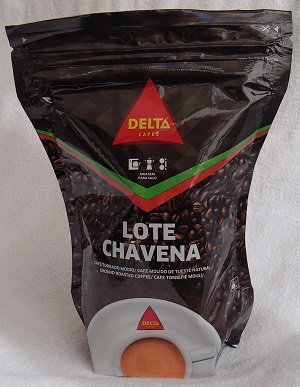 DELTA
CAFÉS
MOAGEM
PARA SACO
LOTE
CHÁVENA
CAFÉ TORRADO MOÍDO/ CAFÉ MOLIDO DE TUESTE NATURAL
GROUND ROASTED COFFEE/ CAFÉ TORRÉFIÉ MOULU
DELTA